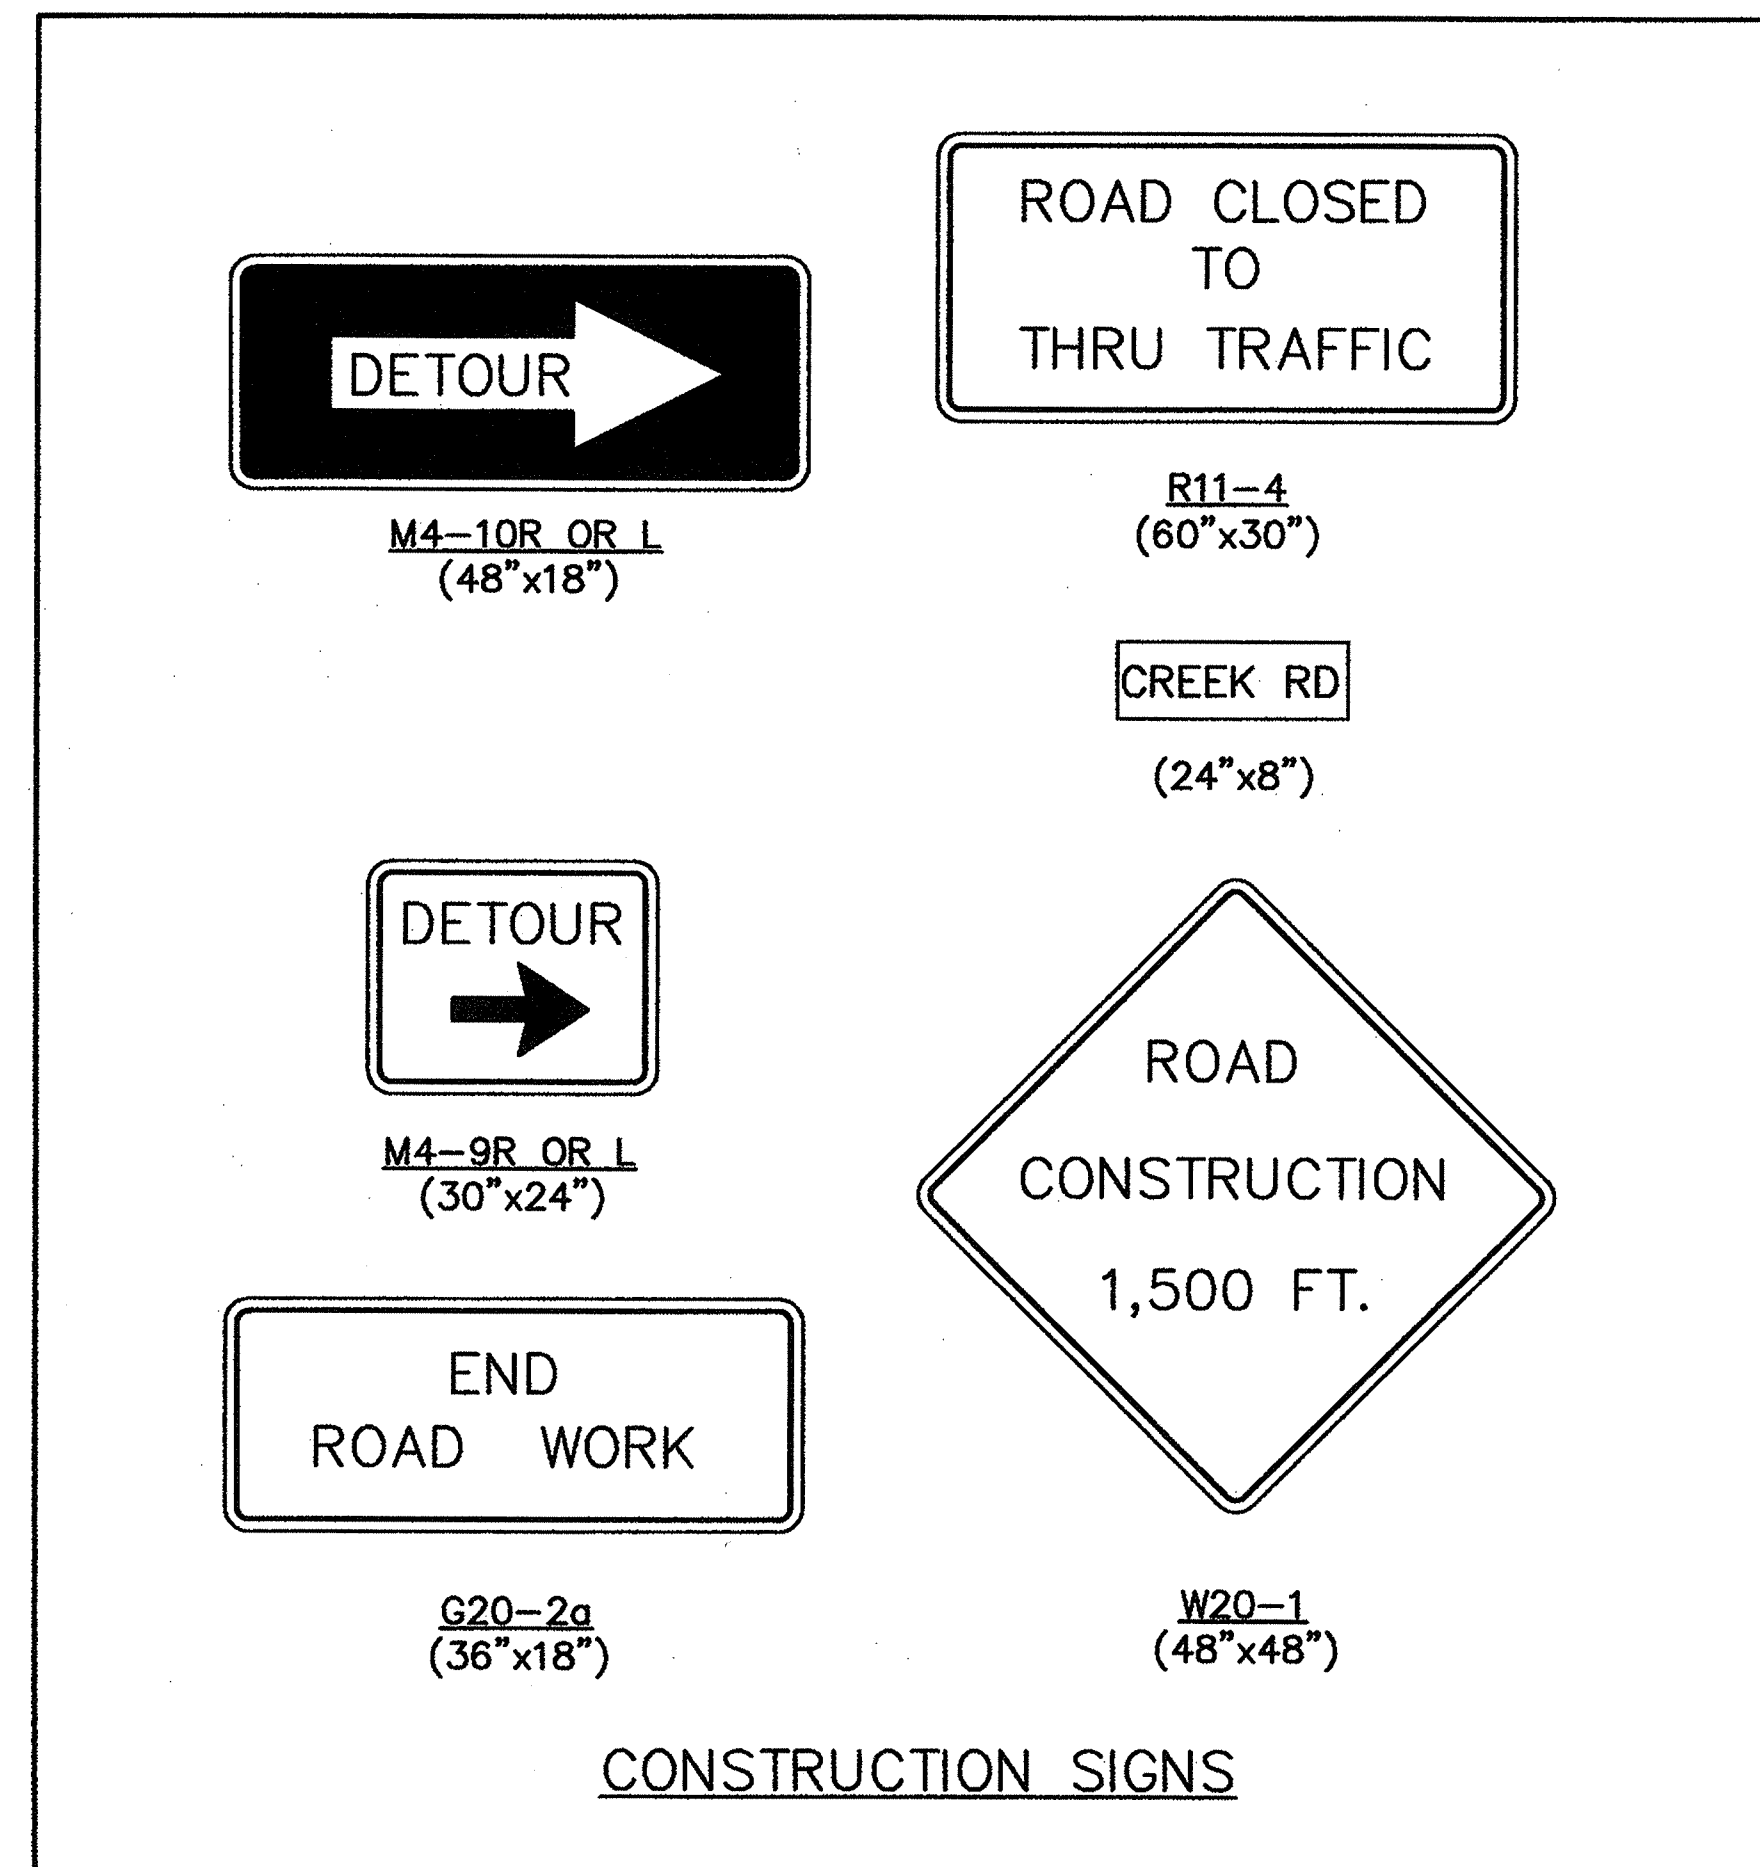 DETOUR
M4-10R OR L
(48"x18")
ROAD CLOSED
TO
THRU TRAFFIC
R11-4
(60"x30")
CREEK RD
(24"x8")
DETOUR
M4-9R OR L
(30"x24")
ROAD
CONSTRUCTION
1,500 FT.
W20-1
(48"x48")
END
ROAD WORK
G20-2a
(36"x18")
CONSTRUCTION SIGNS